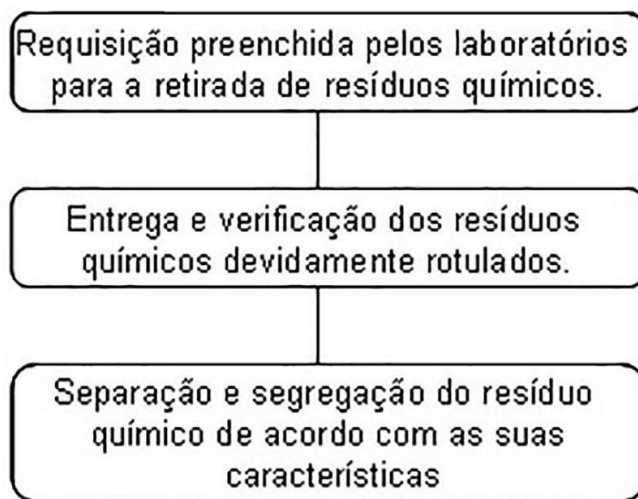 Requisição preenchida pelos laboratórios
para a retirada de resíduos químicos.
Entrega e verificação dos resíduos
químicos devidamente rotulados.
Separação e segregação do resíduo
químico de acordo com as suas
características